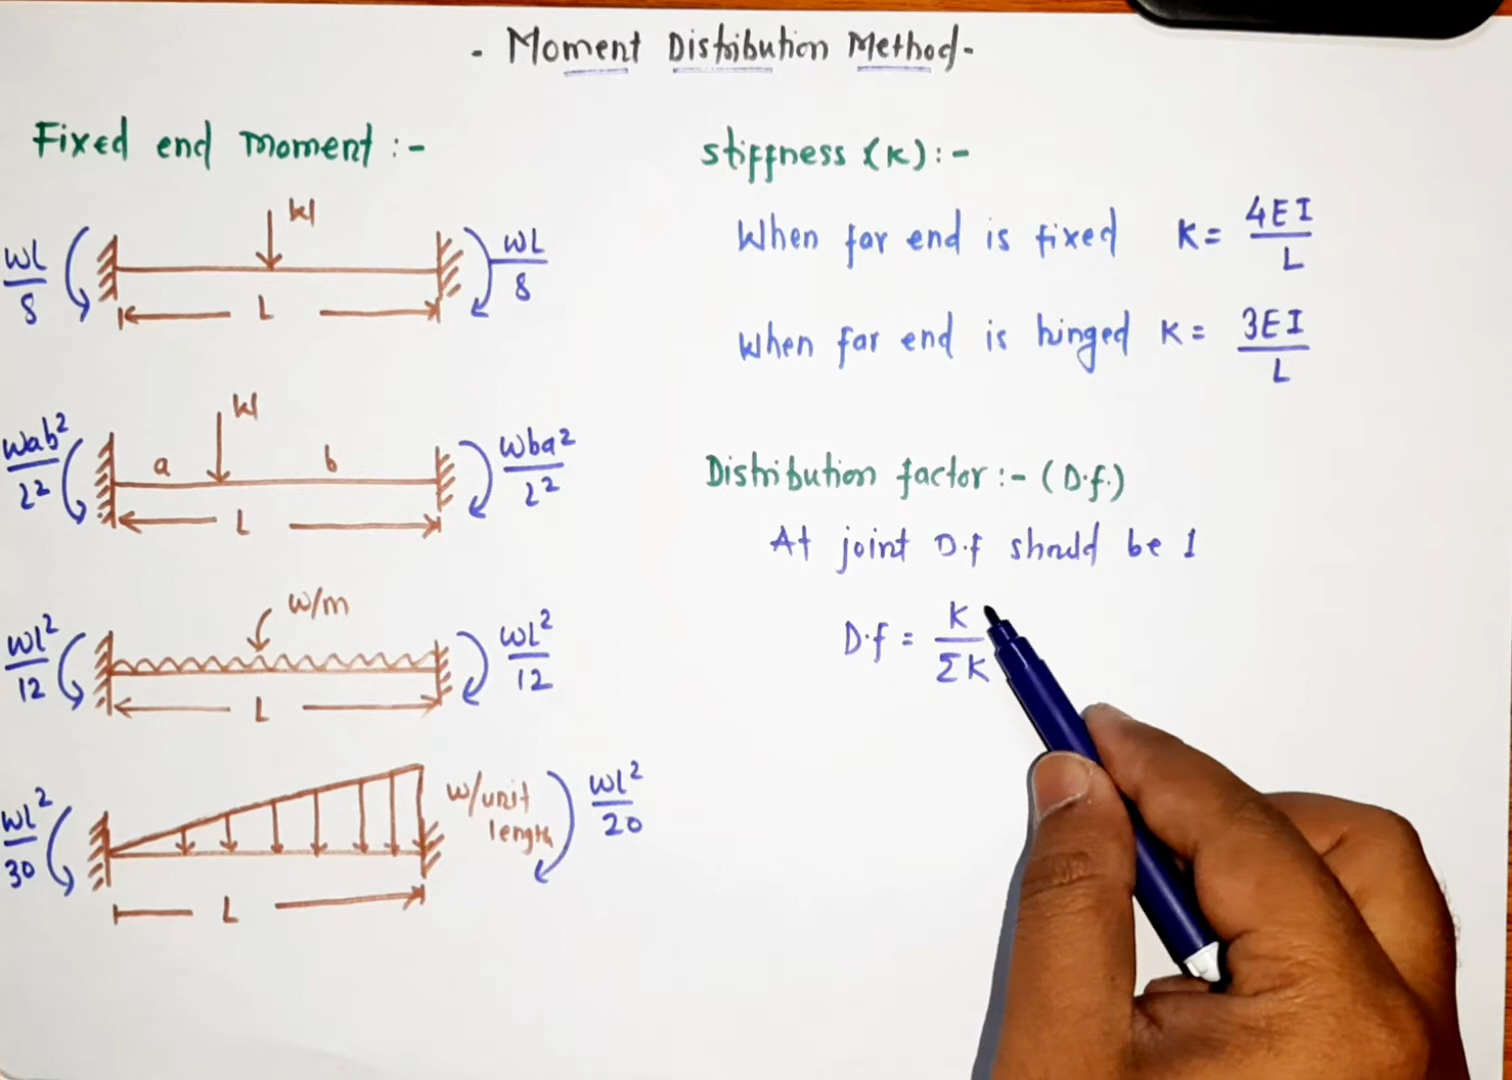 - Moment Distribution Method -
Fixed end moment :-
W
WL/8
WL/8
L
W
Wab²/L²
a
b
Wba²/L²
L
w/m
wl²/12
wl²/12
L
wl²/30
w/unit
length
wl²/20
L
stiffness (K) :-
When far end is fixed K = 4EI/L
When far end is hinged K = 3EI/L
Distribution factor :- (D.f.)
At joint D.f should be 1
D.f = K/ΣK